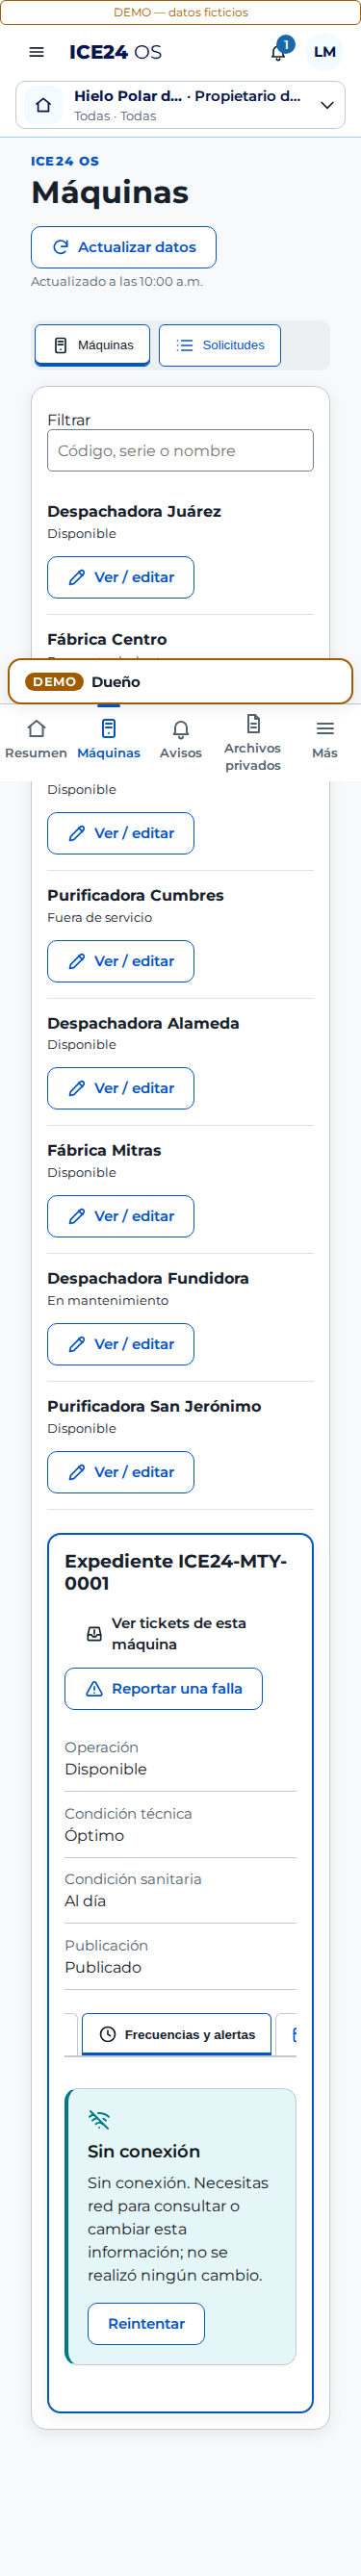 DEMO — datos ficticios
ICE24 OS
1
LM
Hielo Polar d... · Propietario d...
Todas · Todas
ICE24 OS
Máquinas
Actualizar datos
Actualizado a las 10:00 a.m.
Máquinas
Solicitudes
Filtrar
Código, serie o nombre
Despachadora Juárez
Disponible
Ver / editar
Fábrica Centro
DEMO Dueño
Resumen
Máquinas
Avisos
Archivos privados
Más
Disponible
Ver / editar
Purificadora Cumbres
Fuera de servicio
Ver / editar
Despachadora Alameda
Disponible
Ver / editar
Fábrica Mitras
Disponible
Ver / editar
Despachadora Fundidora
En mantenimiento
Ver / editar
Purificadora San Jerónimo
Disponible
Ver / editar
Expediente ICE24-MTY-
0001
Ver tickets de esta
máquina
Reportar una falla
Operación
Disponible
Condición técnica
Óptimo
Condición sanitaria
Al día
Publicación
Publicado
Frecuencias y alertas
Sin conexión
Sin conexión. Necesitas
red para consultar o
cambiar esta
información; no se
realizó ningún cambio.
Reintentar